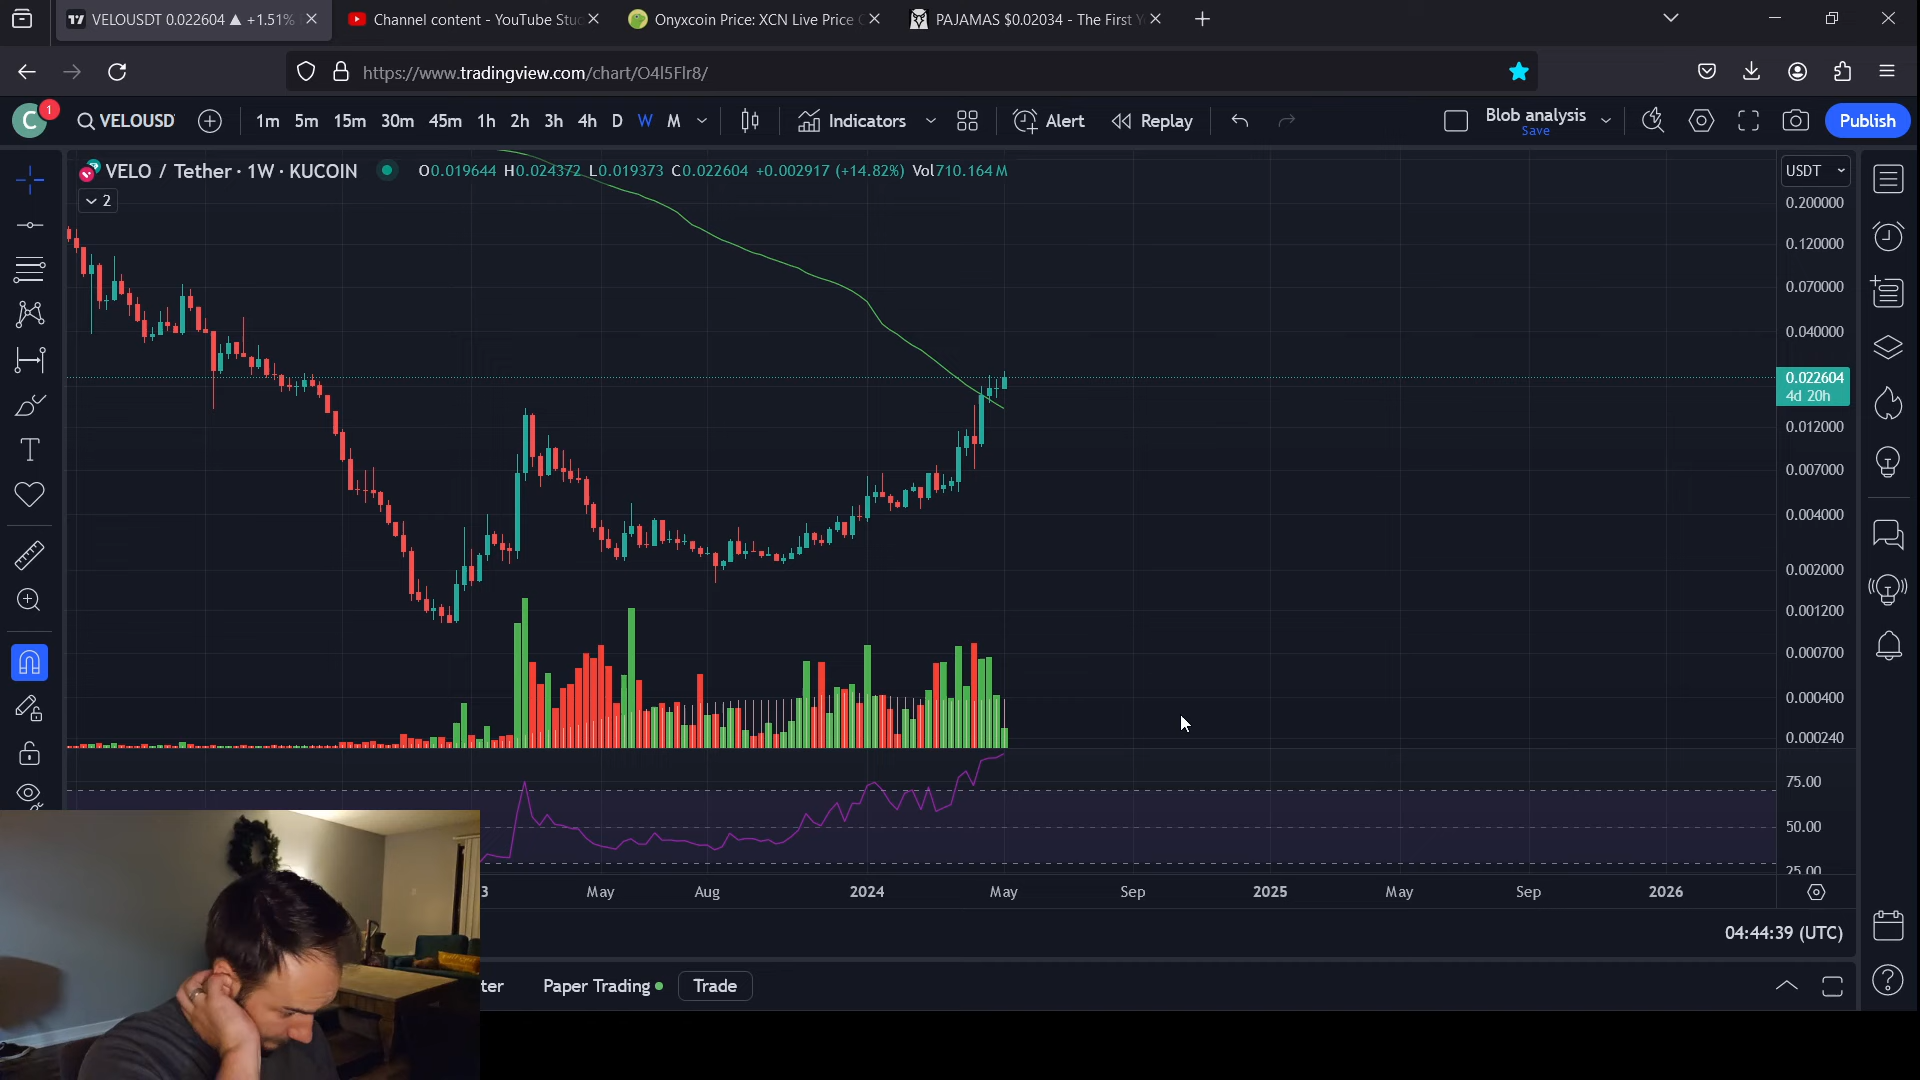 VELOUSDT 0.022604 ▲ +1.51%
Channel content - YouTube Stu
Onyxcoin Price: XCN Live Price
PAJAMAS $0.02034 - The First Y
https://www.tradingview.com/chart/O4I5FIr8/
C
1
VELOUSD
1m 5m 15m 30m 45m 1h 2h 3h 4h D W M
Indicators
Alert
Replay
Blob analysis
Save
Publish
VELO / Tether · 1W · KUCOIN
O0.019644 H0.024372 L0.019373 C0.022604 +0.002917 (+14.82%) Vol710.164 M
2
USDT
0.200000
0.120000
0.070000
0.040000
0.022604
4d 20h
0.012000
0.007000
0.004000
0.002000
0.001200
0.000700
0.000400
0.000240
75.00
50.00
25.00
3 May Aug 2024 May Sep 2025 May Sep 2026
04:44:39 (UTC)
ter
Paper Trading
Trade